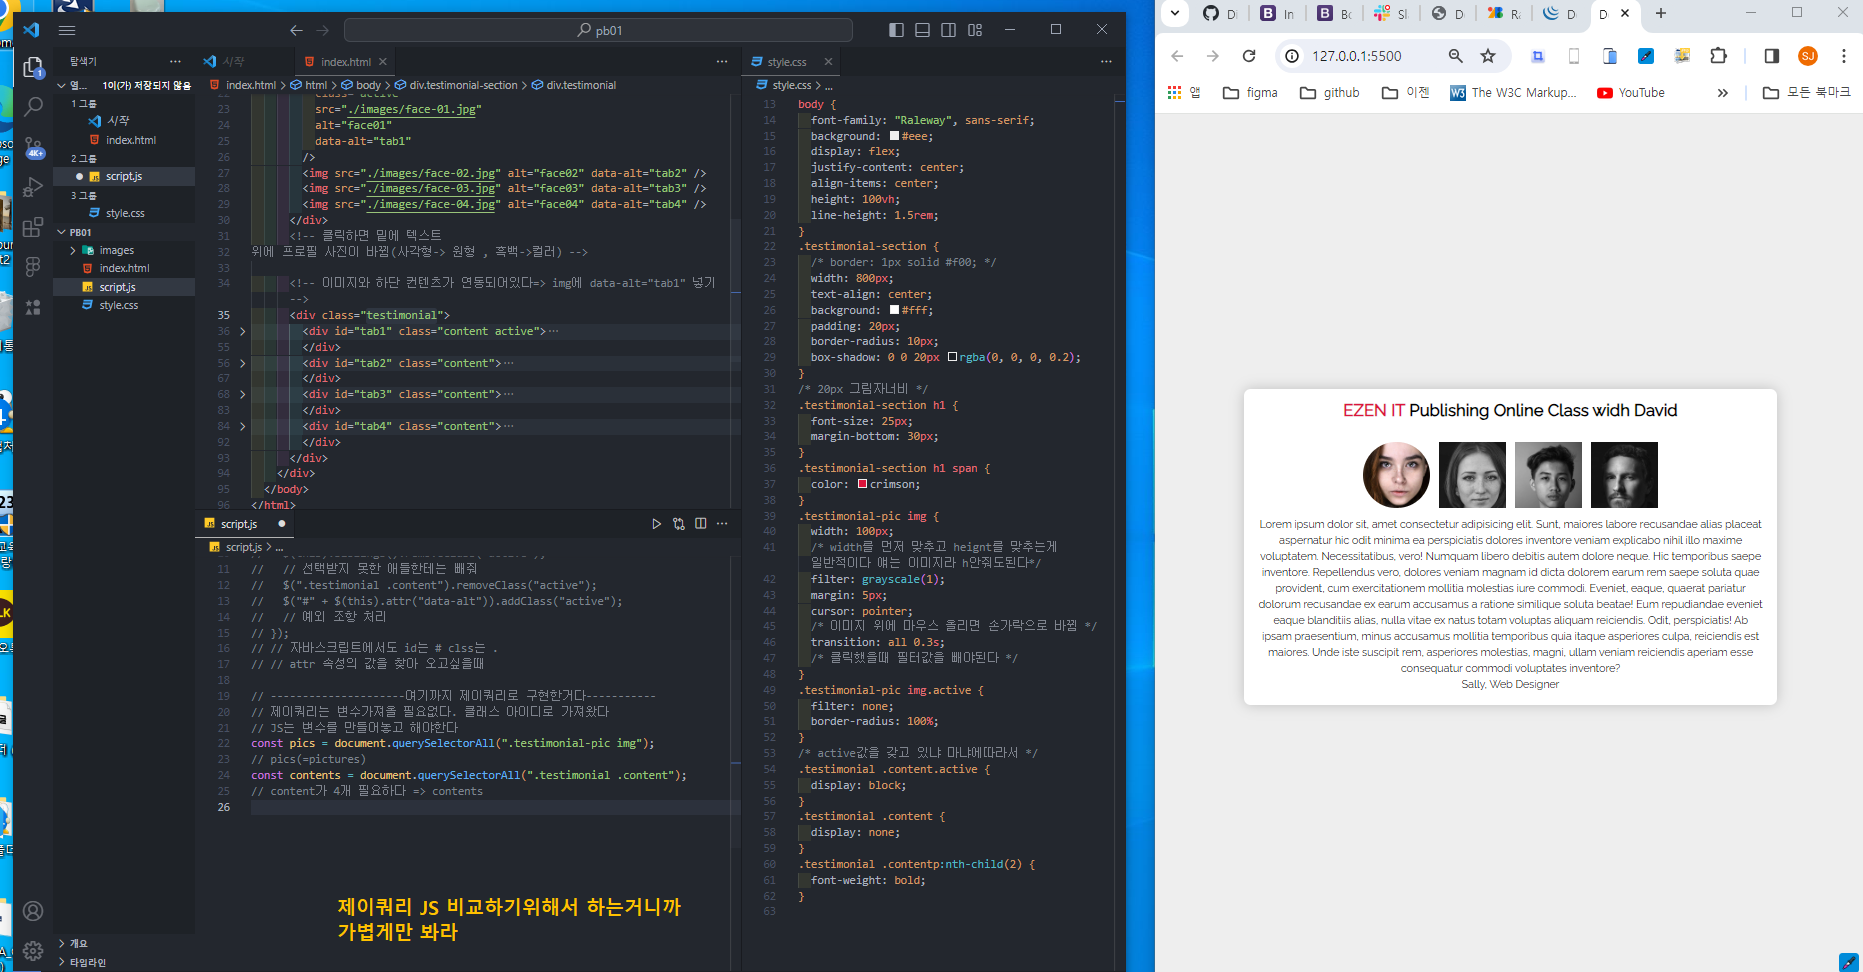 pb01
탐색기
열...
1이(가) 저장되지 않음
1 그룹
시작
index.html
2 그룹
script.js
3 그룹
style.css
PB01
images
index.html
script.js
style.css
개요
타임라인
시작
index.html
index.html > html > body > div.testimonial-section > div.testimonial
23 src="./images/face-01.jpg"
24 alt="face01"
25 data-alt="tab1"
26 />
27 <img src="./images/face-02.jpg" alt="face02" data-alt="tab2" />
28 <img src="./images/face-03.jpg" alt="face03" data-alt="tab3" />
29 <img src="./images/face-04.jpg" alt="face04" data-alt="tab4" />
30 </div>
31 <!-- 클릭하면 밑에 텍스트
32 위에 프로필 사진이 바뀜(사각형-> 원형 , 흑백->컬러) -->
33
34 <!-- 이미지와 하단 컨텐츠가 연동되어있다=> img에 data-alt="tab1" 넣기
-->
35 <div class="testimonial">
36 <div id="tab1" class="content active">···
55 </div>
56 <div id="tab2" class="content">···
67 </div>
68 <div id="tab3" class="content">···
83 </div>
84 <div id="tab4" class="content">···
92 </div>
93 </div>
94 </div>
95 </body>
96 </html>
script.js
script.js > ...
11 // // 선택받지 못한 애들한테는 빼줘
12 // $(".testimonial .content").removeClass("active");
13 // $("#" + $(this).attr("data-alt")).addClass("active");
14 // // 예외 조항 처리
15 // });
16 // // 자바스크립트에서도 id는 # clss는 .
17 // // attr 속성의 값을 찾아 오고싶을때
18
19 // ---------------------여기까지 제이쿼리로 구현한거다-----------
20 // 제이쿼리는 변수가져올 필요없다. 클래스 아이디로 가져왔다
21 // JS는 변수를 만들어놓고 해야한다
22 const pics = document.querySelectorAll(".testimonial-pic img");
23 // pics(=pictures)
24 const contents = document.querySelectorAll(".testimonial .content");
25 // content가 4개 필요하다 => contents
26
제이쿼리 JS 비교하기위해서 하는거니까
가볍게만 봐라
style.css
style.css > ...
13 body {
14 font-family: "Raleway", sans-serif;
15 background: #eee;
16 display: flex;
17 justify-content: center;
18 align-items: center;
19 height: 100vh;
20 line-height: 1.5rem;
21 }
22 .testimonial-section {
23 /* border: 1px solid #f00; */
24 width: 800px;
25 text-align: center;
26 background: #fff;
27 padding: 20px;
28 border-radius: 10px;
29 box-shadow: 0 0 20px rgba(0, 0, 0, 0.2);
30 }
31 /* 20px 그림자너비 */
32 .testimonial-section h1 {
33 font-size: 25px;
34 margin-bottom: 30px;
35 }
36 .testimonial-section h1 span {
37 color: crimson;
38 }
39 .testimonial-pic img {
40 width: 100px;
41 /* width를 먼저 맞추고 heignt를 맞추는게
일반적이다 얘는 이미지라 h안줘도된다*/
42 filter: grayscale(1);
43 margin: 5px;
44 cursor: pointer;
45 /* 이미지 위에 마우스 올리면 손가락으로 바뀜 */
46 transition: all 0.3s;
47 /* 클릭했을때 필터값을 빼야된다 */
48 }
49 .testimonial-pic img.active {
50 filter: none;
51 border-radius: 100%;
52 }
53 /* active값을 갖고 있냐 마냐에따라서 */
54 .testimonial .content.active {
55 display: block;
56 }
57 .testimonial .content {
58 display: none;
59 }
60 .testimonial .contentp:nth-child(2) {
61 font-weight: bold;
62 }
63
127.0.0.1:5500
SJ
앱
figma
github
이젠
The W3C Markup...
YouTube
모든 북마크
EZEN IT Publishing Online Class widh David
Lorem ipsum dolor sit, amet consectetur adipisicing elit. Sunt, maiores labore recusandae alias placeat
aspernatur hic odit minima ea perspiciatis dolores inventore veniam explicabo nihil illo maxime
voluptatem. Necessitatibus, vero! Numquam libero debitis autem dolore neque. Hic temporibus saepe
inventore. Repellendus vero, dolores veniam magnam id dicta dolorem earum rem saepe soluta quae
provident, cum exercitationem mollitia molestias iure commodi. Eveniet, eaque, quaerat pariatur
dolorum recusandae ex earum accusamus a ratione similique soluta beatae! Eum repudiandae eveniet
eaque blanditiis alias, nulla vitae ex natus totam voluptas aliquam reiciendis. Odit, perspiciatis! Ab
ipsam praesentium, minus accusamus mollitia temporibus quia itaque asperiores culpa, reiciendis est
maiores. Unde iste suscipit rem, asperiores molestias, magni, ullam veniam reiciendis aperiam esse
consequatur commodi voluptates inventore?
Sally, Web Designer